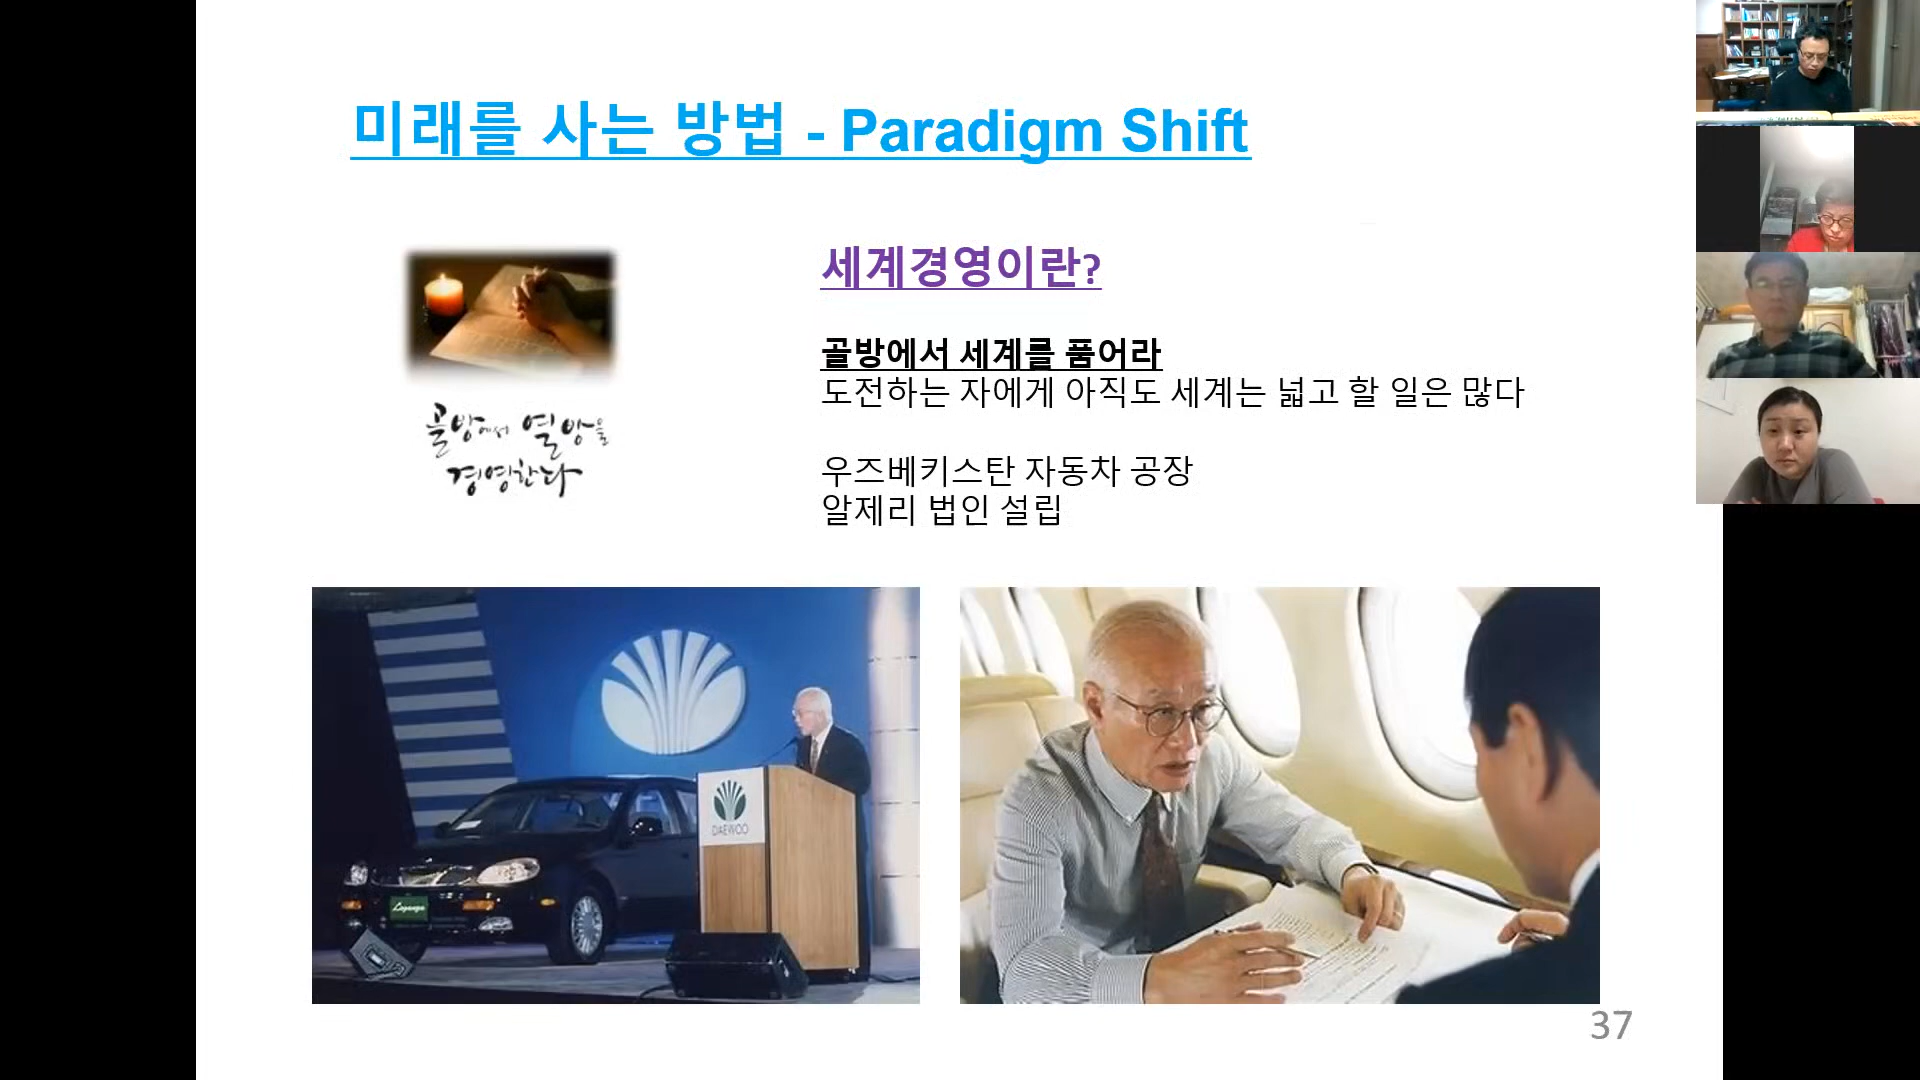 미래를 사는 방법 - Paradigm Shift
세계경영이란?
골방에서 세계를 품어라
도전하는 자에게 아직도 세계는 넓고 할 일은 많다
우즈베키스탄 자동차 공장
알제리 법인 설립
골방에서 열방을
경영한다
DAEWOO
Leganza
37